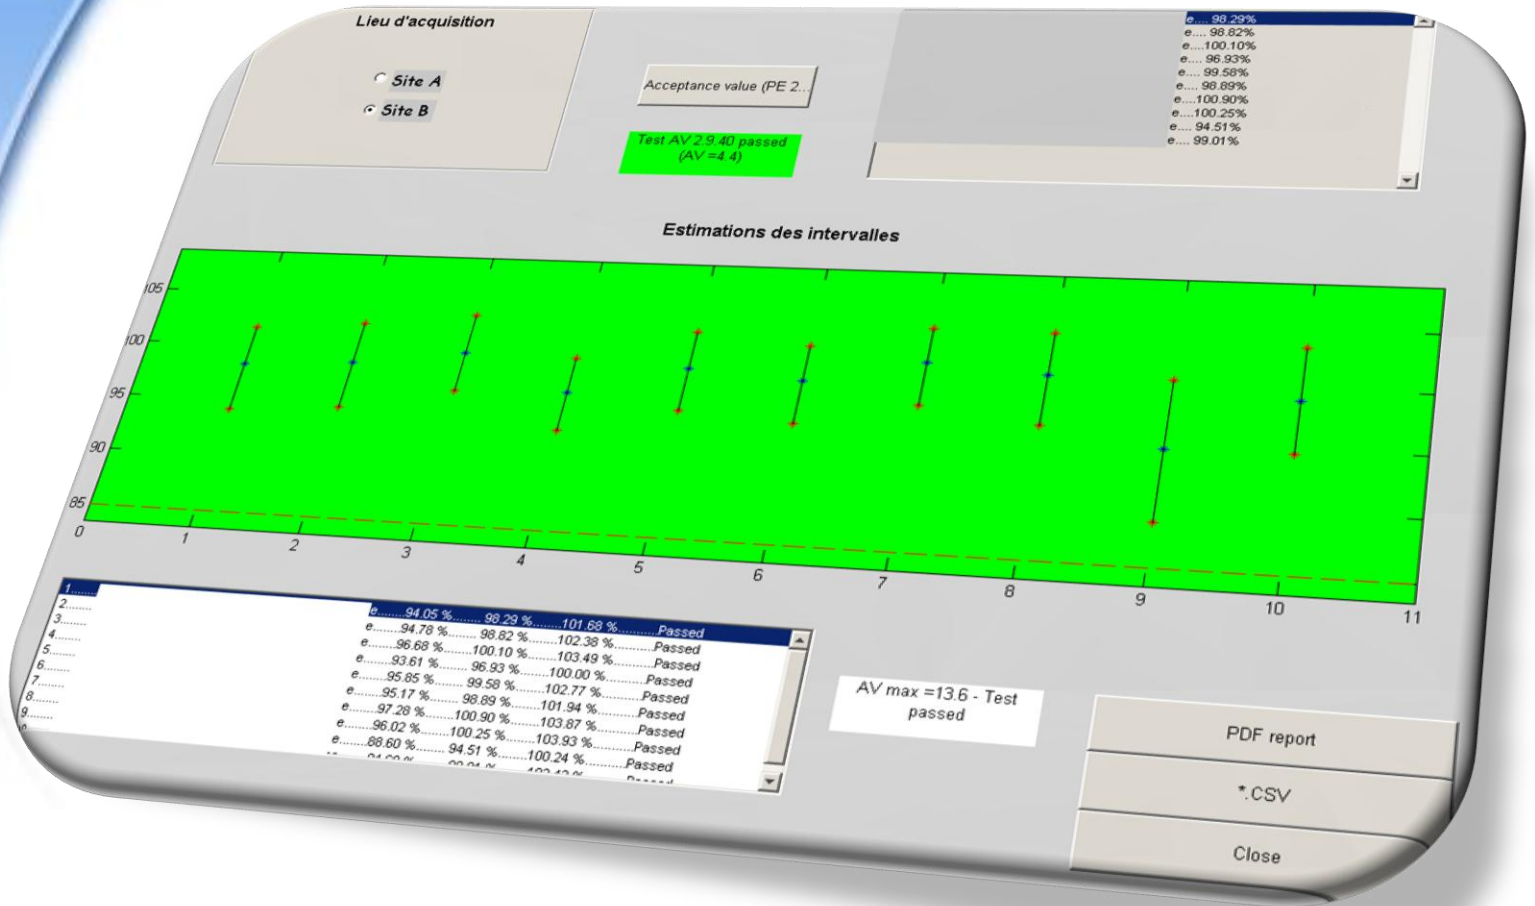 Lieu d'acquisition
Site A
Site B
Acceptance value (PE 2...
Test AV 2.9.40 passed
(AV =4.4)
e.... 98.29%
e.... 98.82%
e....100.10%
e.... 96.93%
e.... 99.58%
e.... 98.89%
e....100.90%
e....100.25%
e.... 94.51%
e.... 99.01%
Estimations des intervalles
105
100
95
90
85
0 1 2 3 4 5 6 7 8 9 10 11
1....... e........94.05 %....... 98.29 %........101.68 %...........Passed
2....... e........94.78 %........ 98.82 %........102.38 %...........Passed
3....... e........96.68 %........100.10 %........103.49 %...........Passed
4....... e........93.61 %........ 96.93 %........100.00 %...........Passed
5....... e........95.85 %........ 99.58 %........102.77 %...........Passed
6....... e........95.17 %........ 98.89 %........101.94 %...........Passed
7....... e........97.28 %........100.90 %........103.87 %...........Passed
8....... e........96.02 %........100.25 %........103.93 %...........Passed
9....... e........88.60 %........ 94.51 %........100.24 %...........Passed
AV max =13.6 - Test
passed
PDF report
*.CSV
Close